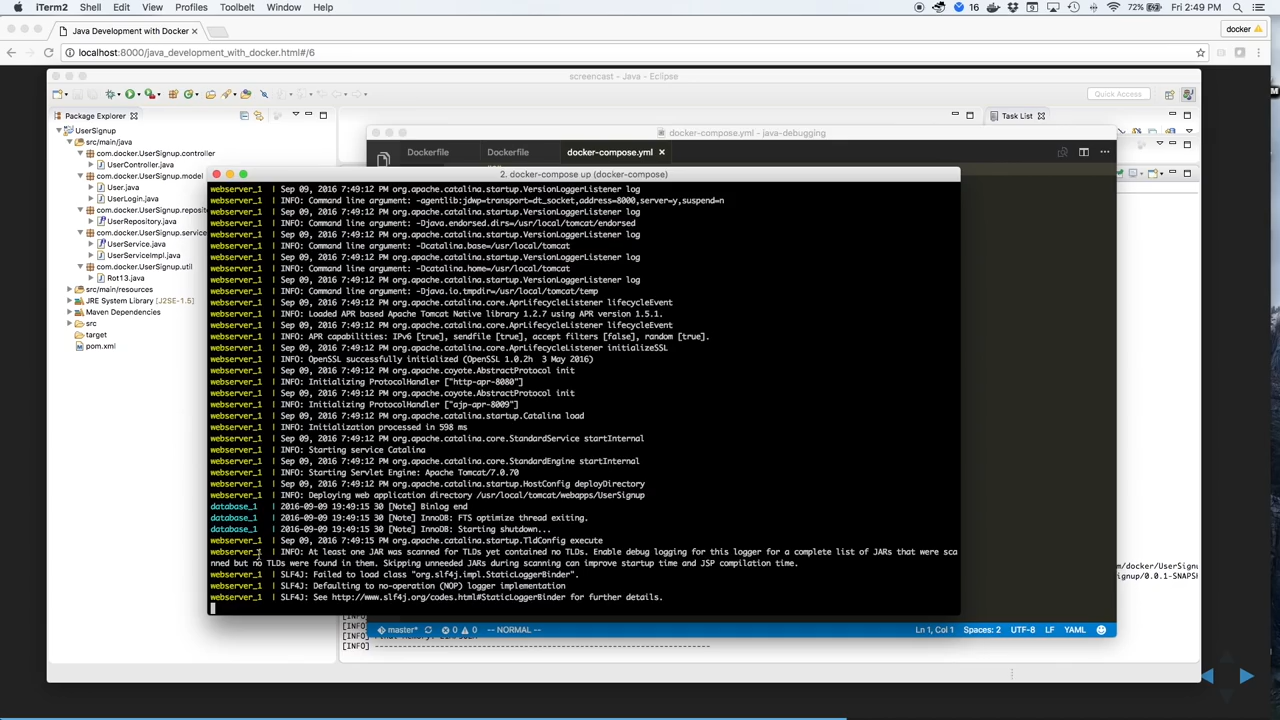 iTerm2 Shell Edit View Profiles Toolbelt Window Help 16 72% Fri 2:49 PM
Java Development with Docker docker
localhost:8000/java_development_with_docker.html#/6
screencast - Java - Eclipse
Quick Access
Package Explorer
UserSignup
src/main/java
com.docker.UserSignup.controller
UserController.java
com.docker.UserSignup.model
User.java
UserLogin.java
com.docker.UserSignup.reposito
UserRepository.java
com.docker.UserSignup.service
UserService.java
UserServiceImpl.java
com.docker.UserSignup.util
Rot13.java
src/main/resources
JRE System Library [J2SE-1.5]
Maven Dependencies
src
target
pom.xml
Task List
docker-compose.yml - java-debugging
Dockerfile Dockerfile docker-compose.yml
2. docker-compose up (docker-compose)
webserver_1 | Sep 09, 2016 7:49:12 PM org.apache.catalina.startup.VersionLoggerListener log
webserver_1 | INFO: Command line argument: -agentlib:jdwp=transport=dt_socket,address=8000,server=y,suspend=n
webserver_1 | Sep 09, 2016 7:49:12 PM org.apache.catalina.startup.VersionLoggerListener log
webserver_1 | INFO: Command line argument: -Djava.endorsed.dirs=/usr/local/tomcat/endorsed
webserver_1 | Sep 09, 2016 7:49:12 PM org.apache.catalina.startup.VersionLoggerListener log
webserver_1 | INFO: Command line argument: -Dcatalina.base=/usr/local/tomcat
webserver_1 | Sep 09, 2016 7:49:12 PM org.apache.catalina.startup.VersionLoggerListener log
webserver_1 | INFO: Command line argument: -Dcatalina.home=/usr/local/tomcat
webserver_1 | Sep 09, 2016 7:49:12 PM org.apache.catalina.startup.VersionLoggerListener log
webserver_1 | INFO: Command line argument: -Djava.io.tmpdir=/usr/local/tomcat/temp
webserver_1 | Sep 09, 2016 7:49:12 PM org.apache.catalina.core.AprLifecycleListener lifecycleEvent
webserver_1 | INFO: Loaded APR based Apache Tomcat Native library 1.2.7 using APR version 1.5.1.
webserver_1 | Sep 09, 2016 7:49:12 PM org.apache.catalina.core.AprLifecycleListener lifecycleEvent
webserver_1 | INFO: APR capabilities: IPv6 [true], sendfile [true], accept filters [false], random [true].
webserver_1 | Sep 09, 2016 7:49:12 PM org.apache.catalina.core.AprLifecycleListener initializeSSL
webserver_1 | INFO: OpenSSL successfully initialized (OpenSSL 1.0.2h 3 May 2016)
webserver_1 | Sep 09, 2016 7:49:12 PM org.apache.coyote.AbstractProtocol init
webserver_1 | INFO: Initializing ProtocolHandler ["http-apr-8080"]
webserver_1 | Sep 09, 2016 7:49:12 PM org.apache.coyote.AbstractProtocol init
webserver_1 | INFO: Initializing ProtocolHandler ["ajp-apr-8009"]
webserver_1 | Sep 09, 2016 7:49:12 PM org.apache.catalina.startup.Catalina load
webserver_1 | INFO: Initialization processed in 598 ms
webserver_1 | Sep 09, 2016 7:49:12 PM org.apache.catalina.core.StandardService startInternal
webserver_1 | INFO: Starting service Catalina
webserver_1 | Sep 09, 2016 7:49:12 PM org.apache.catalina.core.StandardEngine startInternal
webserver_1 | INFO: Starting Servlet Engine: Apache Tomcat/7.0.70
webserver_1 | Sep 09, 2016 7:49:12 PM org.apache.catalina.startup.HostConfig deployDirectory
webserver_1 | INFO: Deploying web application directory /usr/local/tomcat/webapps/UserSignup
database_1 | 2016-09-09 19:49:15 30 [Note] Binlog end
database_1 | 2016-09-09 19:49:15 30 [Note] InnoDB: FTS optimize thread exiting.
database_1 | 2016-09-09 19:49:15 30 [Note] InnoDB: Starting shutdown...
webserver_1 | Sep 09, 2016 7:49:15 PM org.apache.catalina.startup.TldConfig execute
webserver_1 | INFO: At least one JAR was scanned for TLDs yet contained no TLDs. Enable debug logging for this logger for a complete list of JARs that were sca
nned but no TLDs were found in them. Skipping unneeded JARs during scanning can improve startup time and JSP compilation time.
webserver_1 | SLF4J: Failed to load class "org.slf4j.impl.StaticLoggerBinder".
webserver_1 | SLF4J: Defaulting to no-operation (NOP) logger implementation
webserver_1 | SLF4J: See http://www.slf4j.org/codes.html#StaticLoggerBinder for further details.
m/docker/UserSign
ignup/0.0.1-SNAPSH
[INFO]
master* 0 0 -- NORMAL -- Ln 1, Col 1 Spaces: 2 UTF-8 LF YAML
[INFO] ------------------------------------------------------------------------